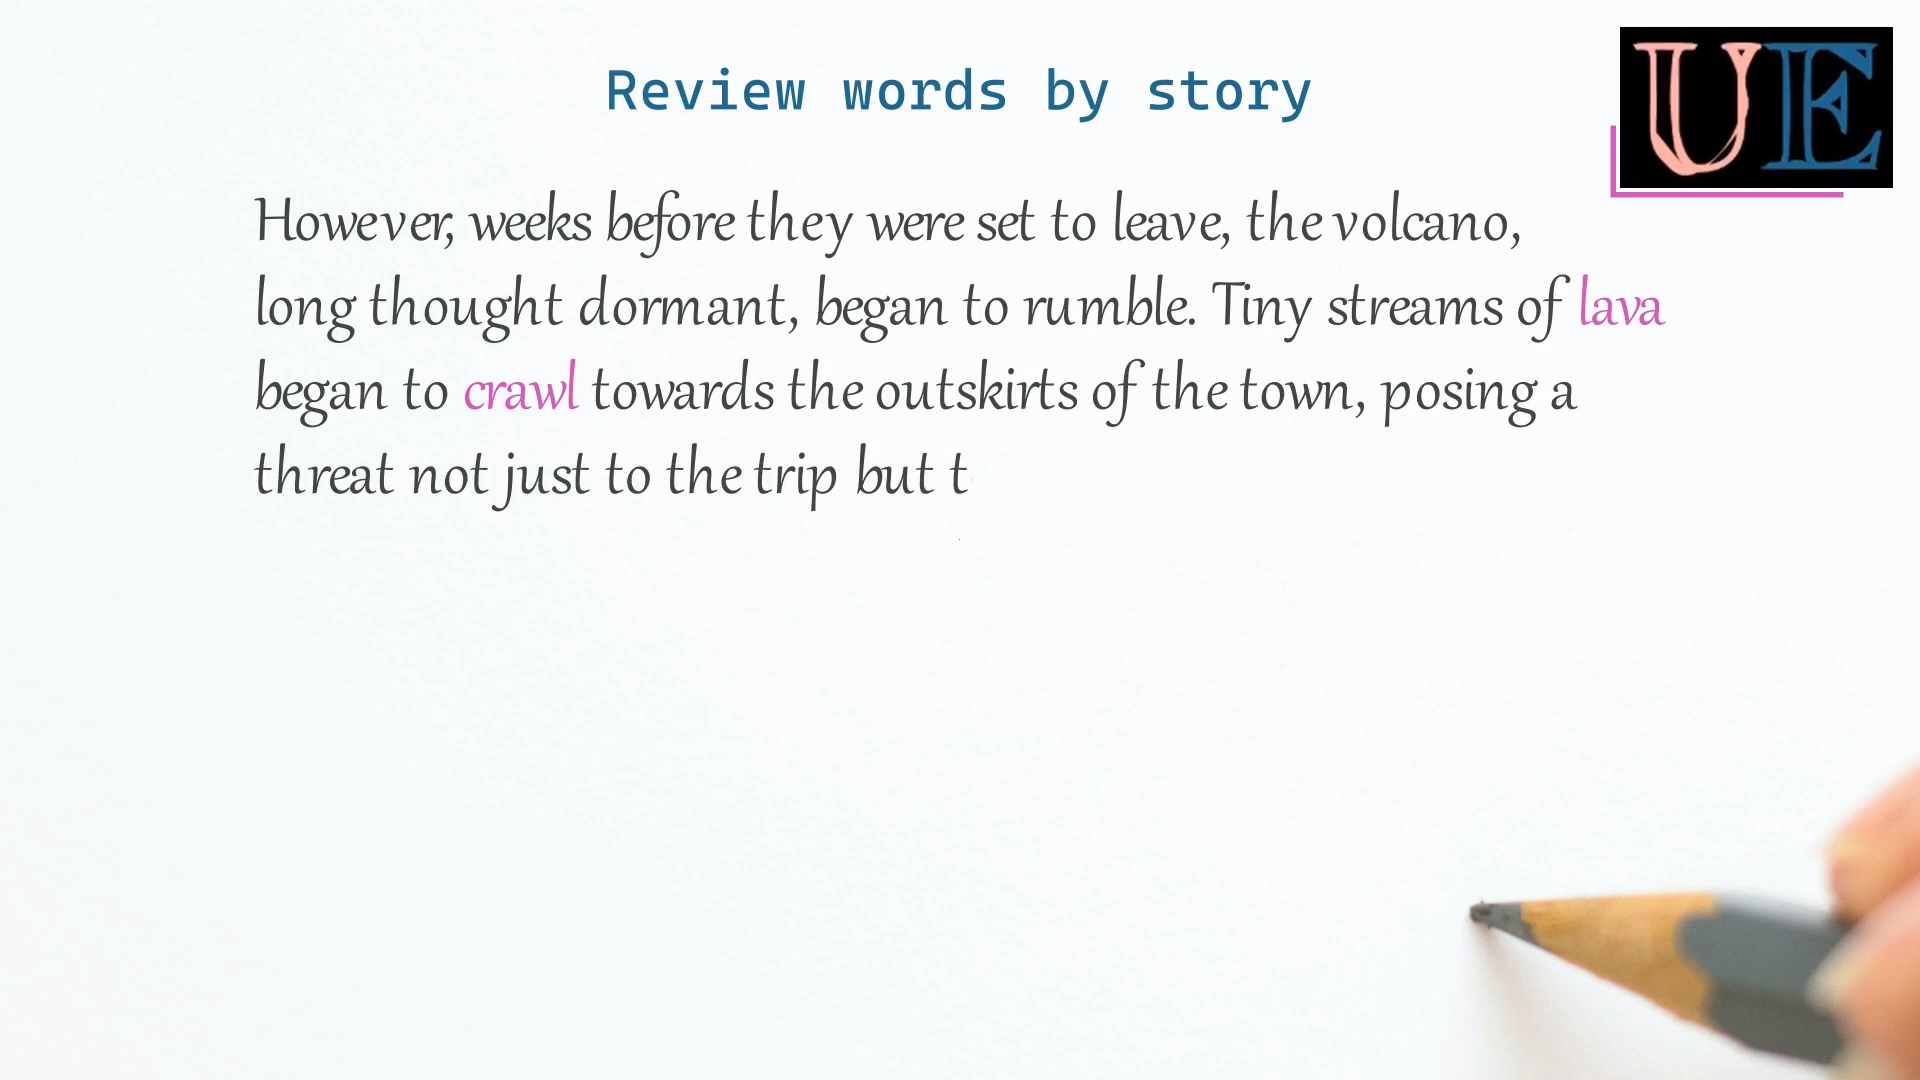 Review words by story
UE
However, weeks before they were set to leave, the volcano,
long thought dormant, began to rumble. Tiny streams of lava
began to crawl towards the outskirts of the town, posing a
threat not just to the trip but t